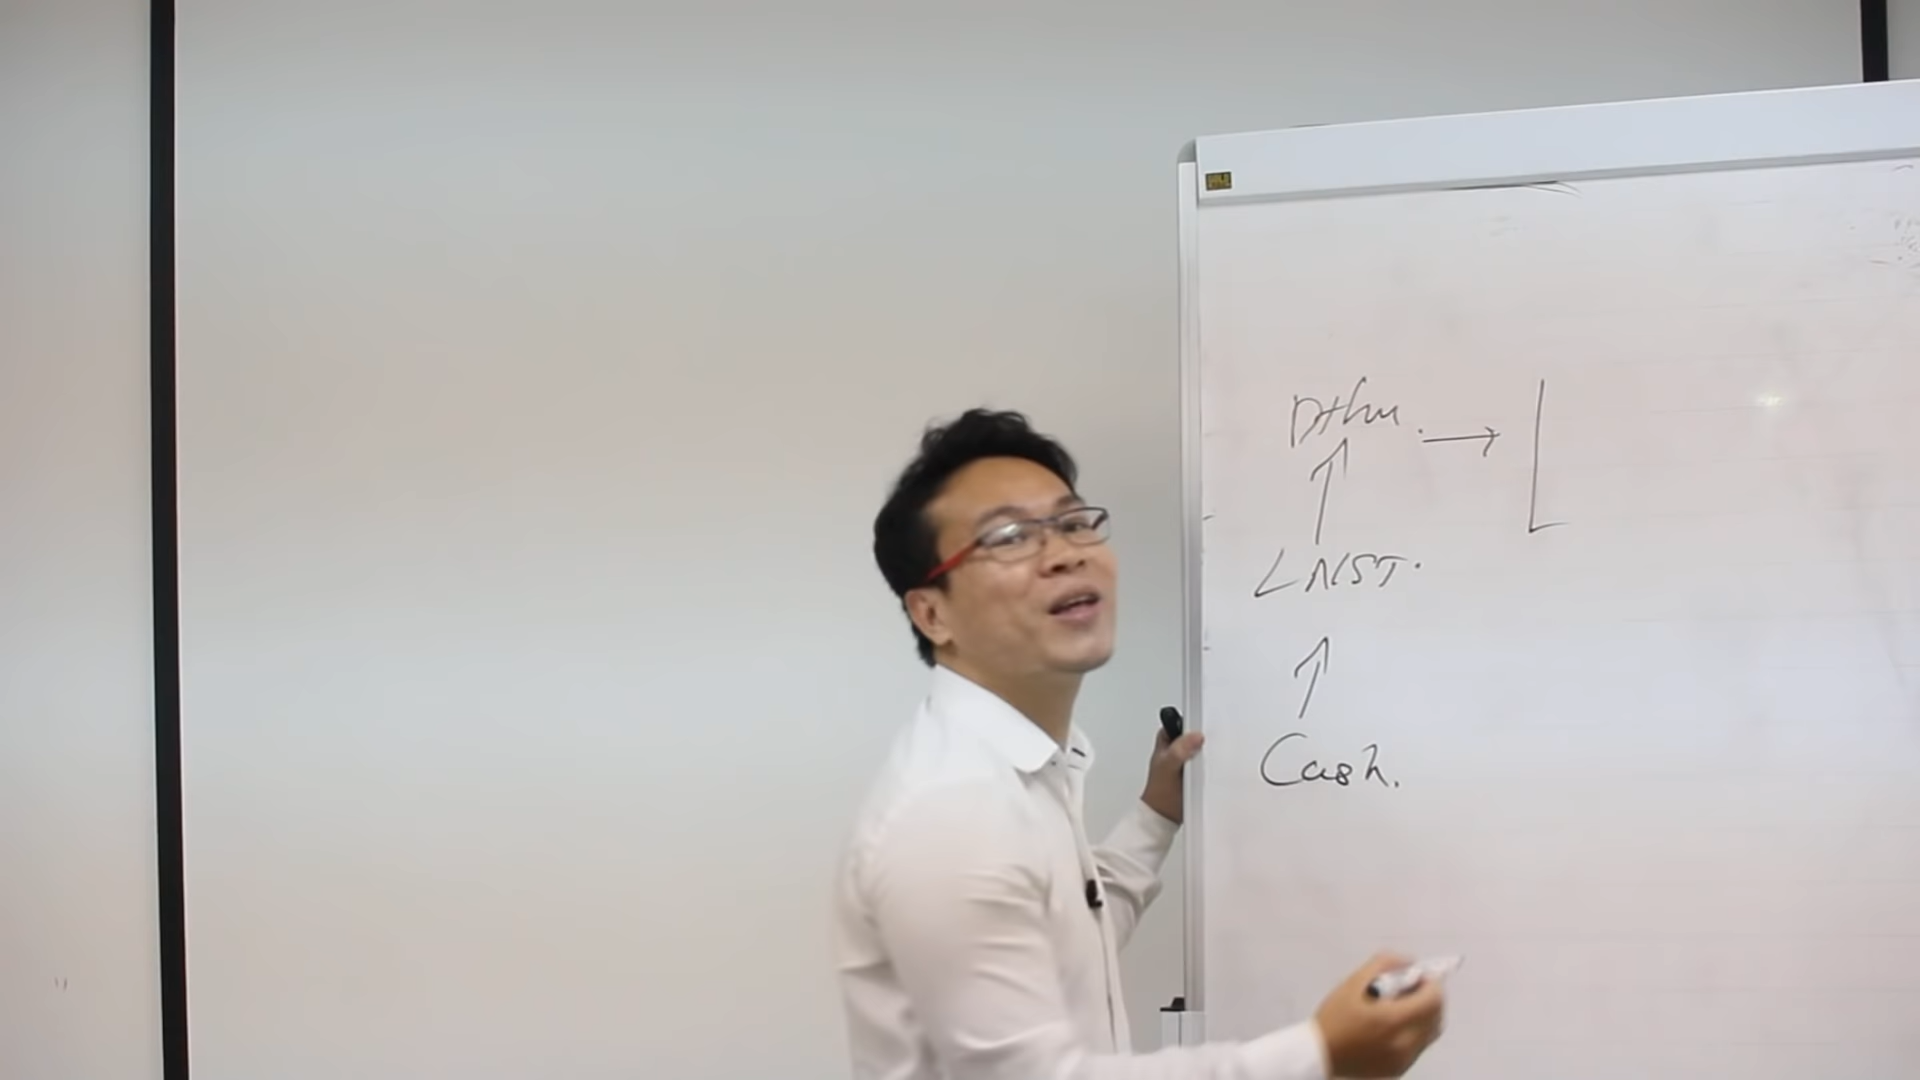 DThu. →
LNST.
Cash.